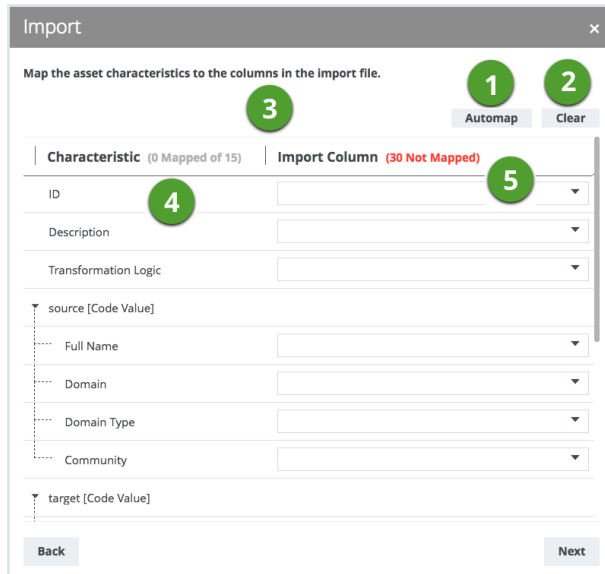 Import ×
Map the asset characteristics to the columns in the import file.
1 2
3
Automap Clear
Characteristic (0 Mapped of 15) Import Column (30 Not Mapped)
5
ID
4
Description
Transformation Logic
source [Code Value]
Full Name
Domain
Domain Type
Community
target [Code Value]
Back Next